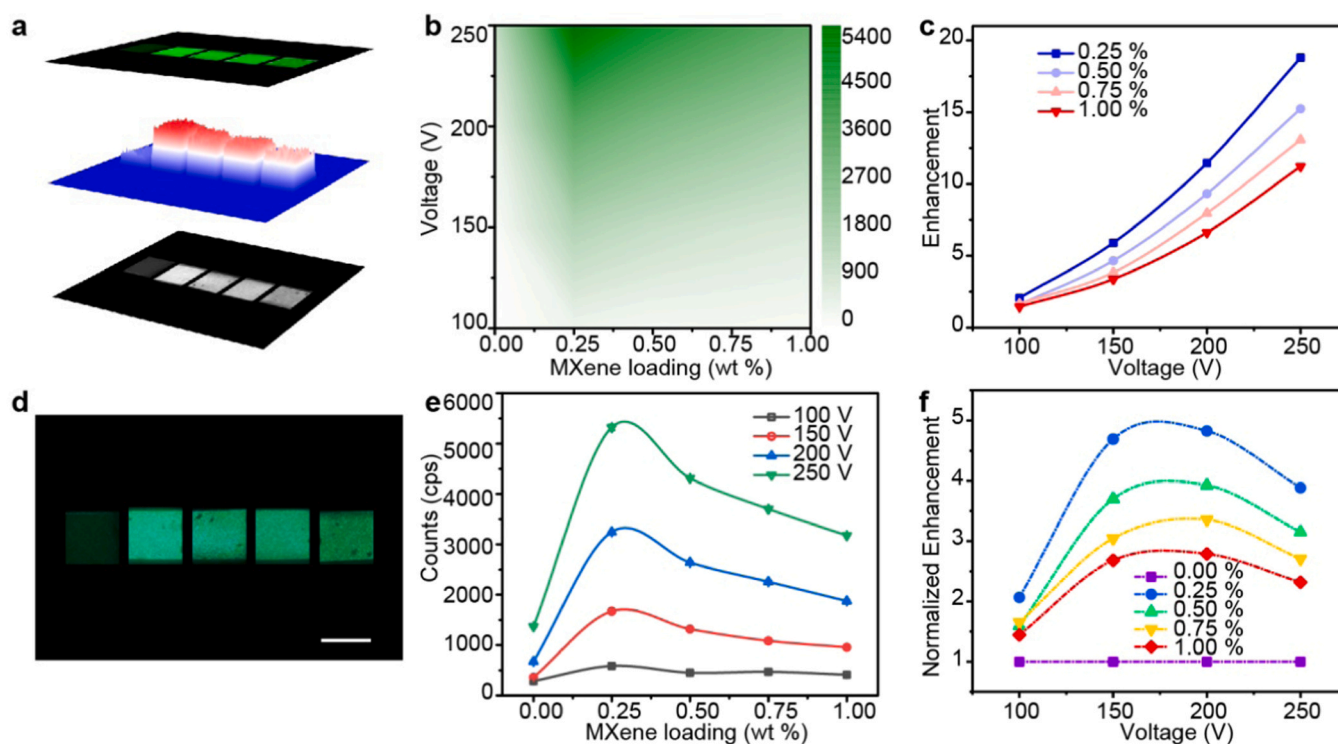 a
b
250
200
150
100
Voltage (V)
0.00 0.25 0.50 0.75 1.00
MXene loading (wt %)
5400
4500
3600
2700
1800
900
0
c
0.25 %
0.50 %
0.75 %
1.00 %
20
15
10
5
0
Enhancement
100 150 200 250
Voltage (V)
d
e
6000
5000
4000
3000
2000
1000
0
Counts (cps)
100 V
150 V
200 V
250 V
0.00 0.25 0.50 0.75 1.00
MXene loading (wt %)
f
5
4
3
2
1
Normalized Enhancement
0.00 %
0.25 %
0.50 %
0.75 %
1.00 %
100 150 200 250
Voltage (V)